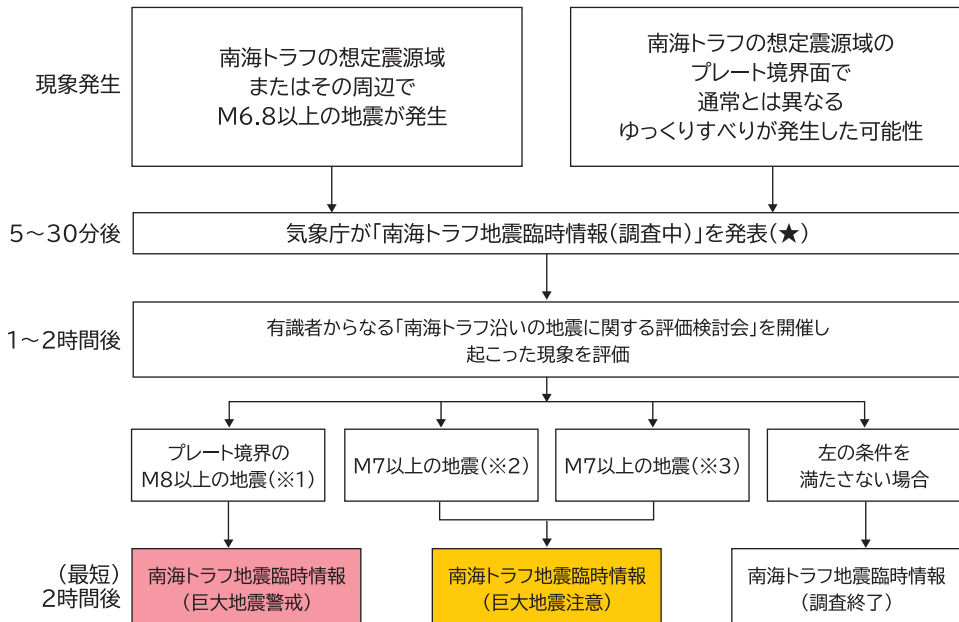 現象発生
南海トラフの想定震源域
またはその周辺で
M6.8以上の地震が発生
南海トラフの想定震源域の
プレート境界面で
通常とは異なる
ゆっくりすべりが発生した可能性
5〜30分後
気象庁が「南海トラフ地震臨時情報(調査中)」を発表(★)
1〜2時間後
有識者からなる「南海トラフ沿いの地震に関する評価検討会」を開催し
起こった現象を評価
プレート境界の
M8以上の地震(※1)
M7以上の地震(※2)
M7以上の地震(※3)
左の条件を
満たさない場合
(最短)
2時間後
南海トラフ地震臨時情報
(巨大地震警戒)
南海トラフ地震臨時情報
(巨大地震注意)
南海トラフ地震臨時情報
(調査終了)